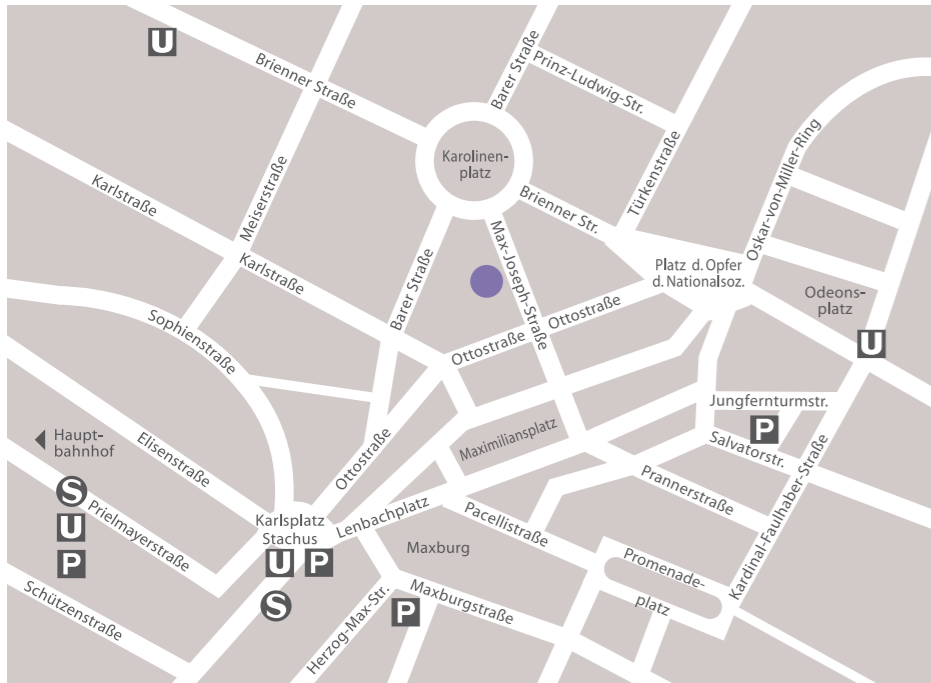 U
Brienner Straße
Barer Straße
Prinz-Ludwig-Str.
Türkenstraße
Oskar-von-Miller-Ring
Karolinen-
platz
Karlstraße
Meiserstraße
Brienner Str.
Karlstraße
Barer Straße
Max-Joseph-Straße
Platz d. Opfer
d. Nationalsoz.
Odeons-
platz
U
Sophienstraße
Ottostraße
Ottostraße
Jungfernturmstr.
P
Salvatorstr.
Haupt-
bahnhof
S
U
P
Elisenstraße
Prielmayerstraße
Schützenstraße
Ottostraße
Maximiliansplatz
Prannerstraße
Kardinal-Faulhaber-Straße
Karlsplatz
Stachus
U P
S
Lenbachplatz
Pacellistraße
Maxburg
Promenade-
platz
Herzog-Max-Str.
P
Maxburgstraße